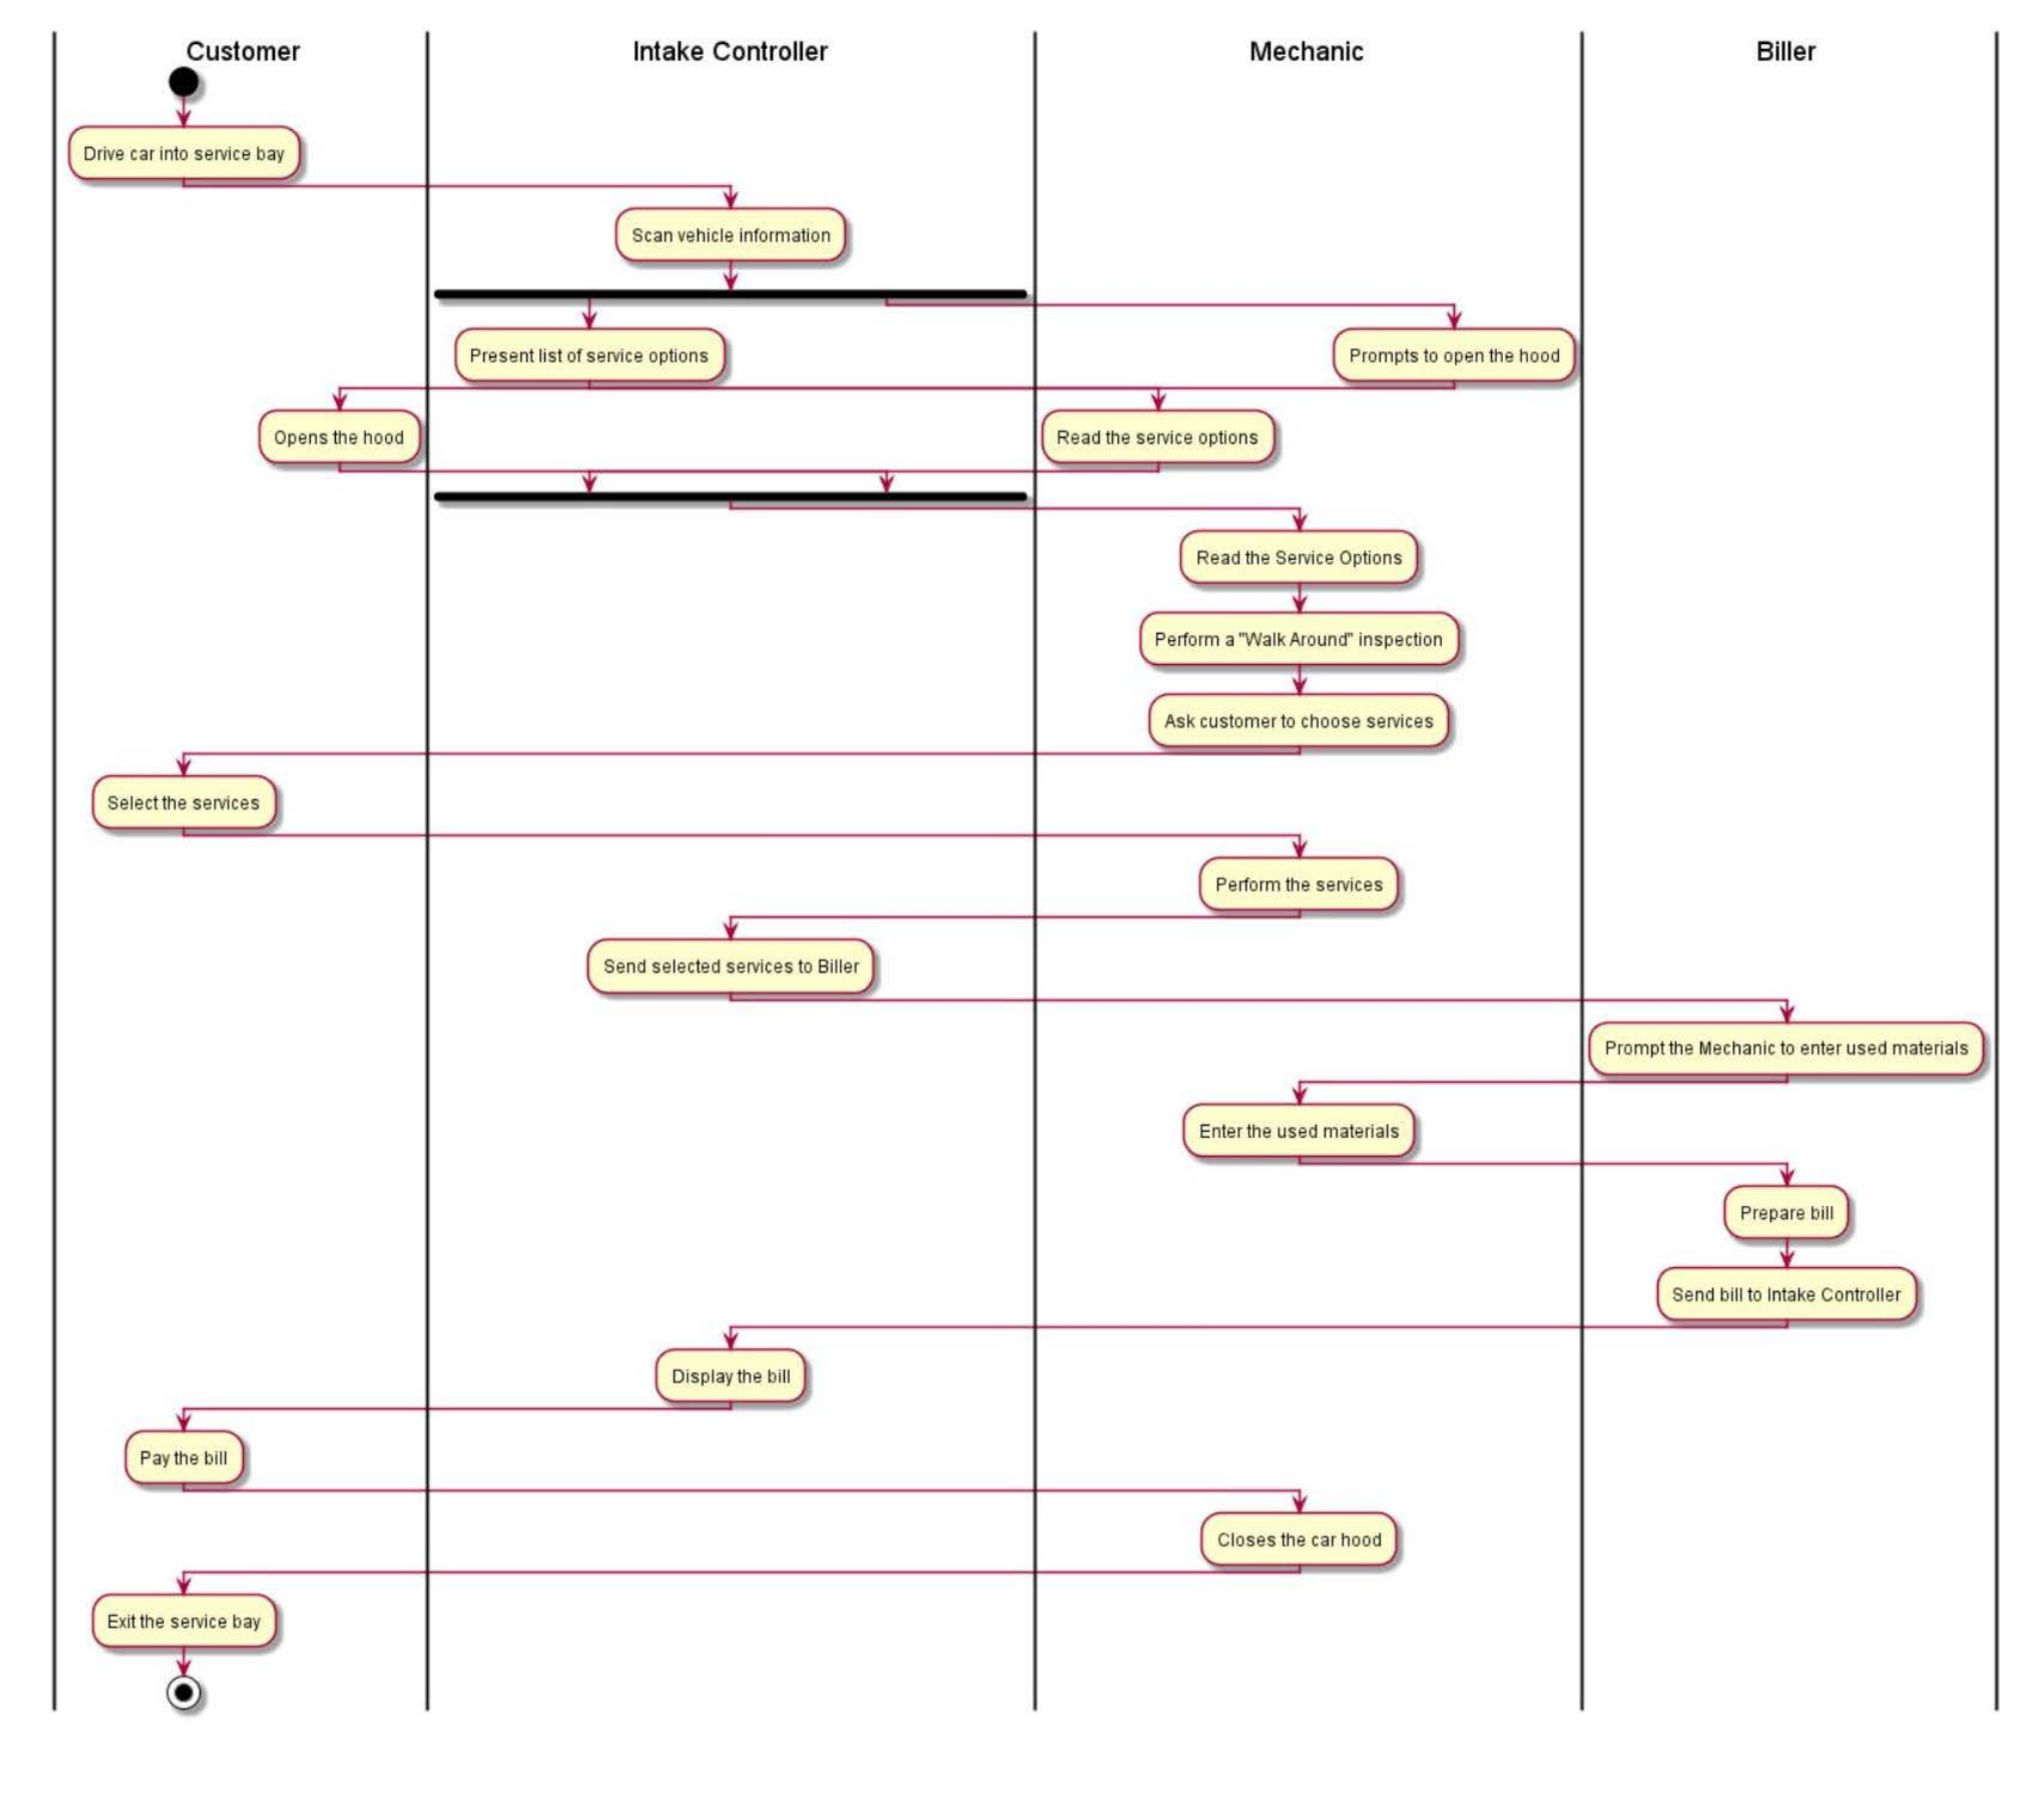 Customer
Intake Controller
Mechanic
Biller
Drive car into service bay
Scan vehicle information
Present list of service options
Prompts to open the hood
Opens the hood
Read the service options
Read the Service Options
Perform a "Walk Around" inspection
Ask customer to choose services
Select the services
Perform the services
Send selected services to Biller
Prompt the Mechanic to enter used materials
Enter the used materials
Prepare bill
Send bill to Intake Controller
Display the bill
Pay the bill
Closes the car hood
Exit the service bay